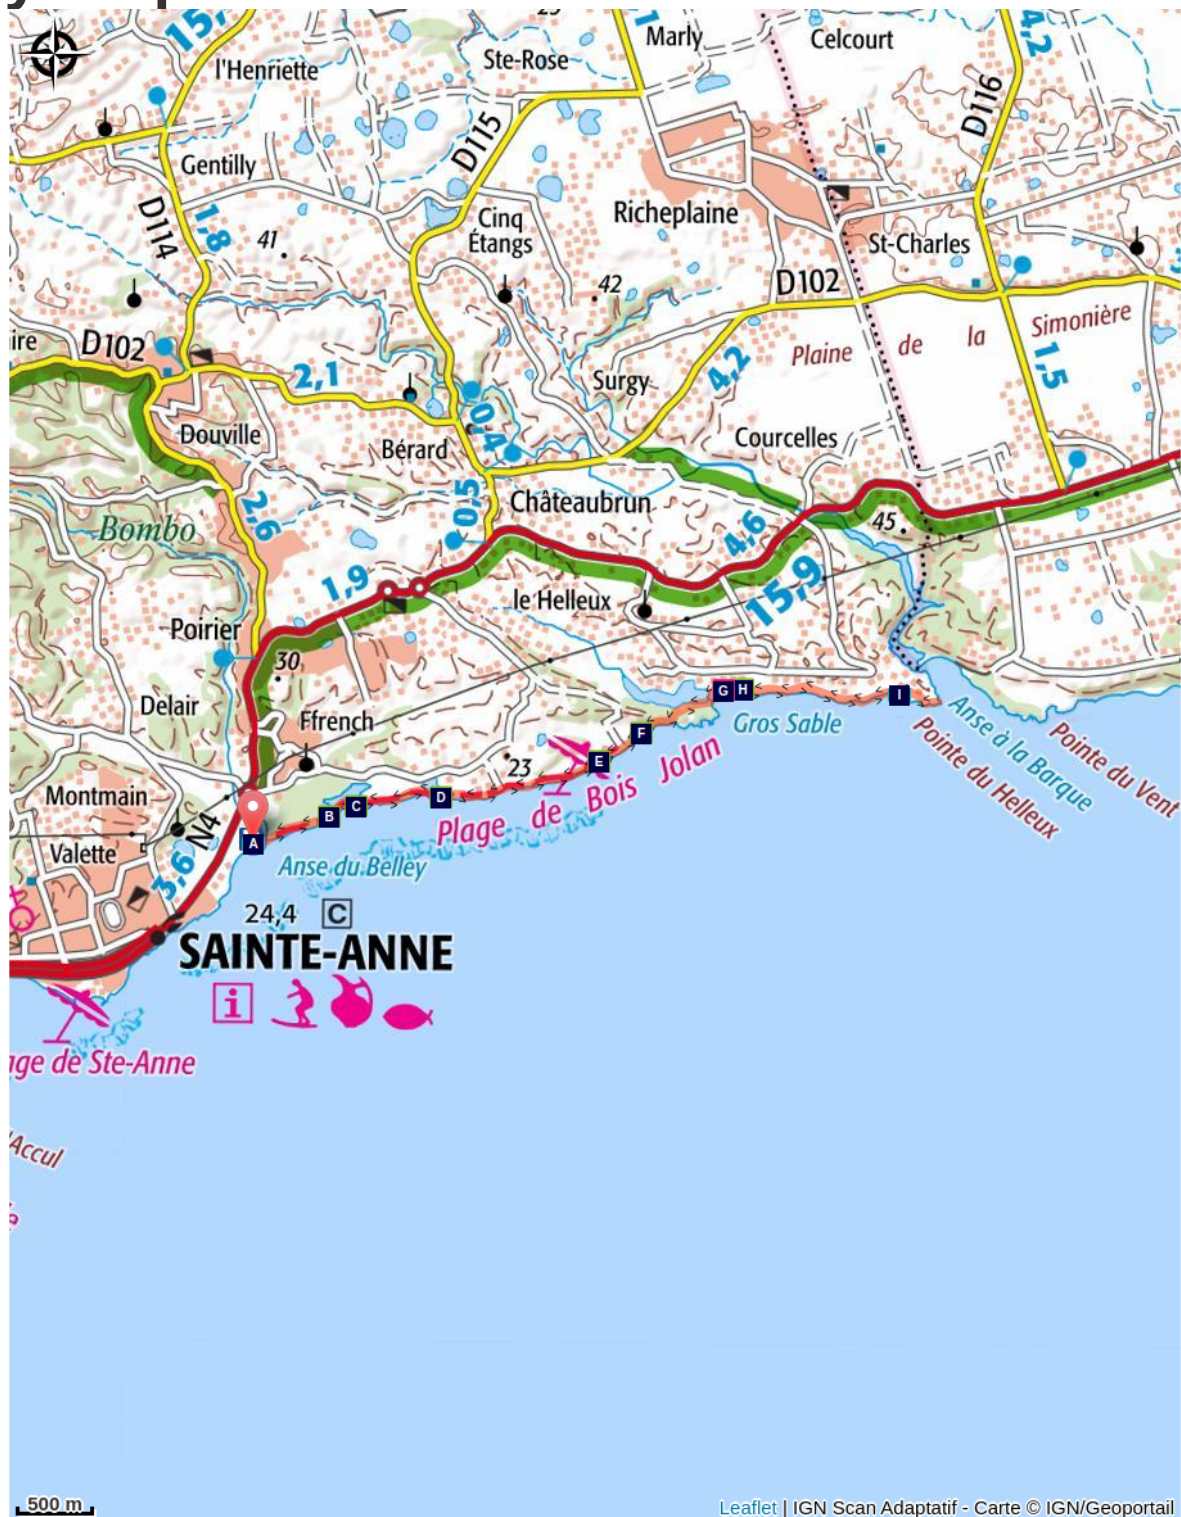 15,
l'Henriette
Ste-Rose
Marly
Celcourt
4,2
D116
D115
Gentilly
D114
1,8
41
Cinq
Étangs
Richeplaine
St-Charles
42
D102
Simonière
la
de
Plaine
ire
D102
2,1
Surgy
4,2
1,5
Douville
Bérard
0,4
Courcelles
2,6
Bombo
0,5
Châteaubrun
4,6
45
1,9
15,9
le Helleux
Poirier
30
Delair
Ffrench
G
H
I
Gros Sable
F
E
23
D
C
B
A
Plage de Bois Jolan
Anse à la Barque
Pointe du Vent
Pointe du Helleux
Montmain
N4
Valette
3,6
Anse du Belley
24,4
C
SAINTE-ANNE
i
age de Ste-Anne
'Accul
500 m
Leaflet | IGN Scan Adaptatif - Carte © IGN/Geoportail